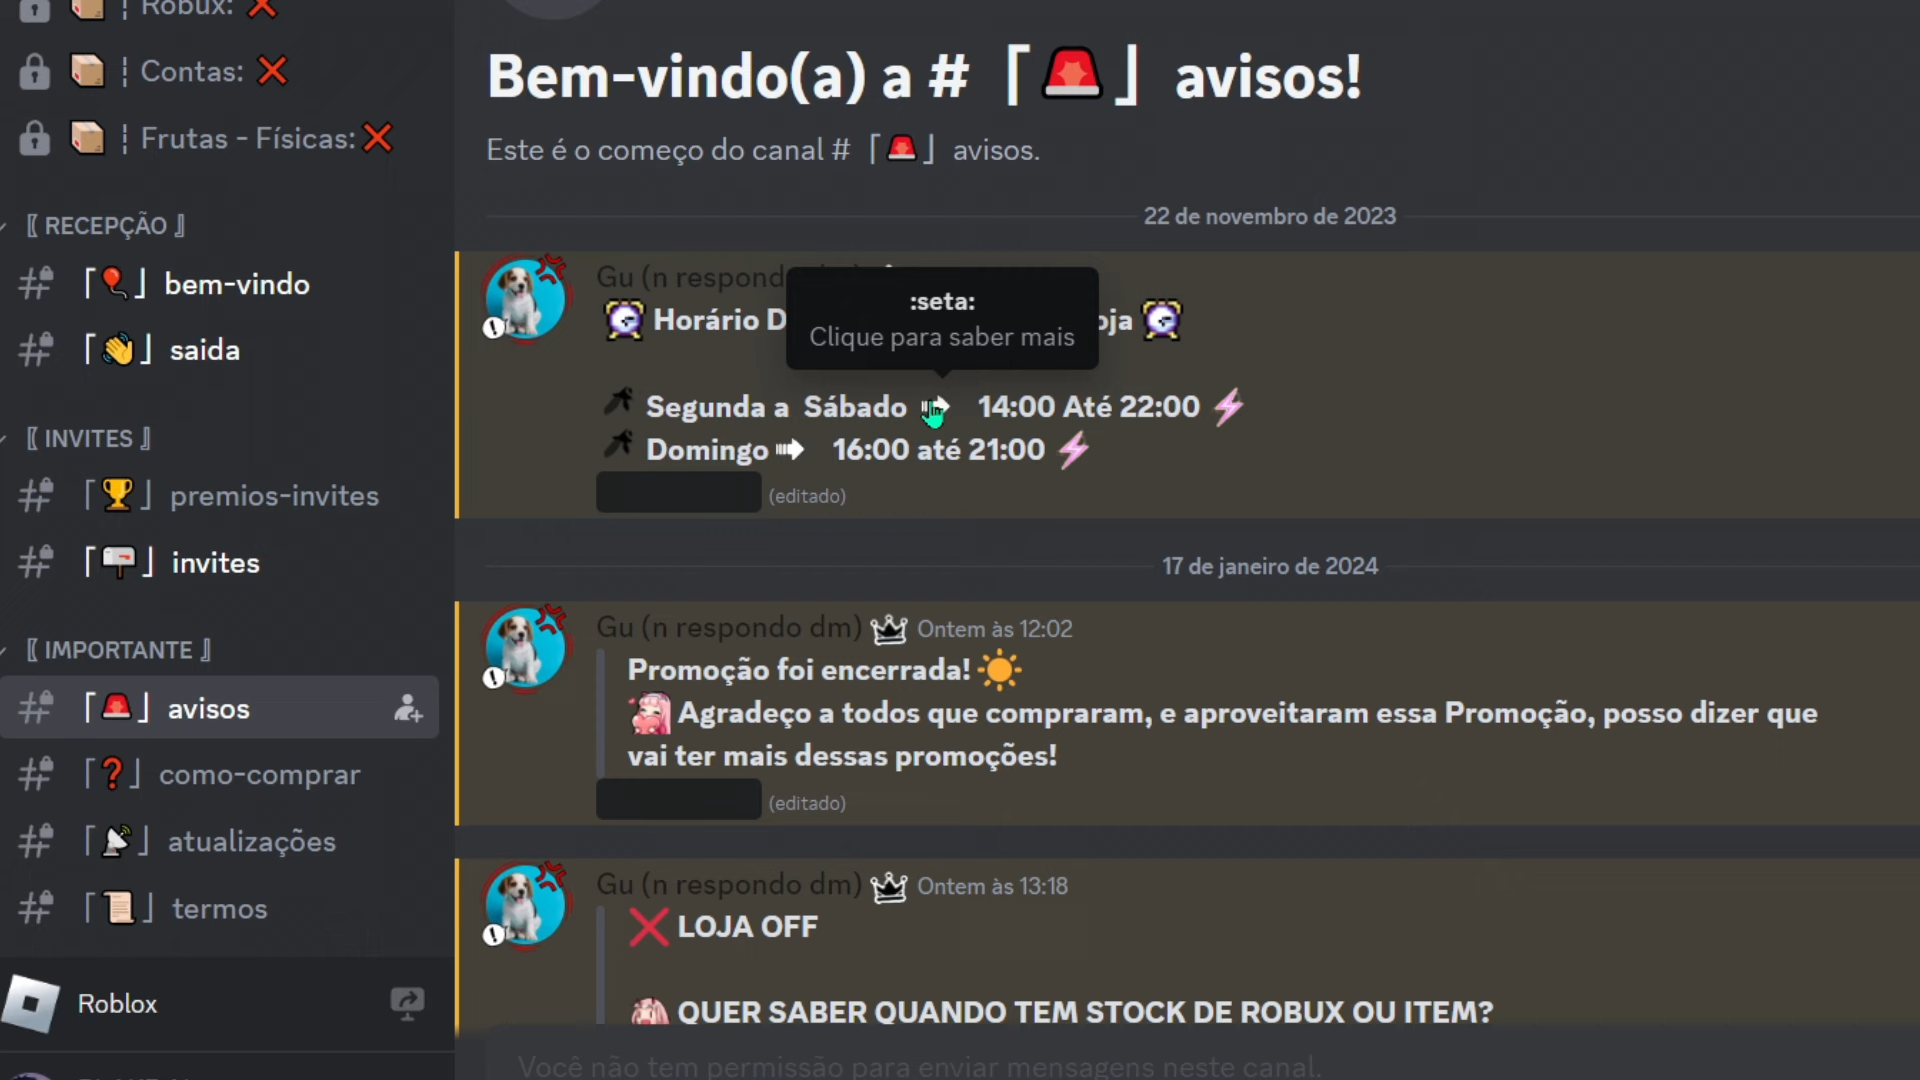 Robux:
Contas:
Frutas - Físicas:
〖 RECEPÇÃO 〗
「」 bem-vindo
「」 saida
〖 INVITES 〗
「」 premios-invites
「」 invites
〖 IMPORTANTE 〗
「」 avisos
「」 como-comprar
「」 atualizações
「」 termos
Roblox
Bem-vindo(a) a # 「」 avisos!
Este é o começo do canal # 「」 avisos.
22 de novembro de 2023
Gu (n respond
:seta:
Clique para saber mais
Horário D
oja
Segunda a Sábado 14:00 Até 22:00
Domingo 16:00 até 21:00
(editado)
17 de janeiro de 2024
Gu (n respondo dm) Ontem às 12:02
Promoção foi encerrada!
Agradeço a todos que compraram, e aproveitaram essa Promoção, posso dizer que
vai ter mais dessas promoções!
(editado)
Gu (n respondo dm) Ontem às 13:18
LOJA OFF
QUER SABER QUANDO TEM STOCK DE ROBUX OU ITEM?
Você não tem permissão para enviar mensagens neste canal.